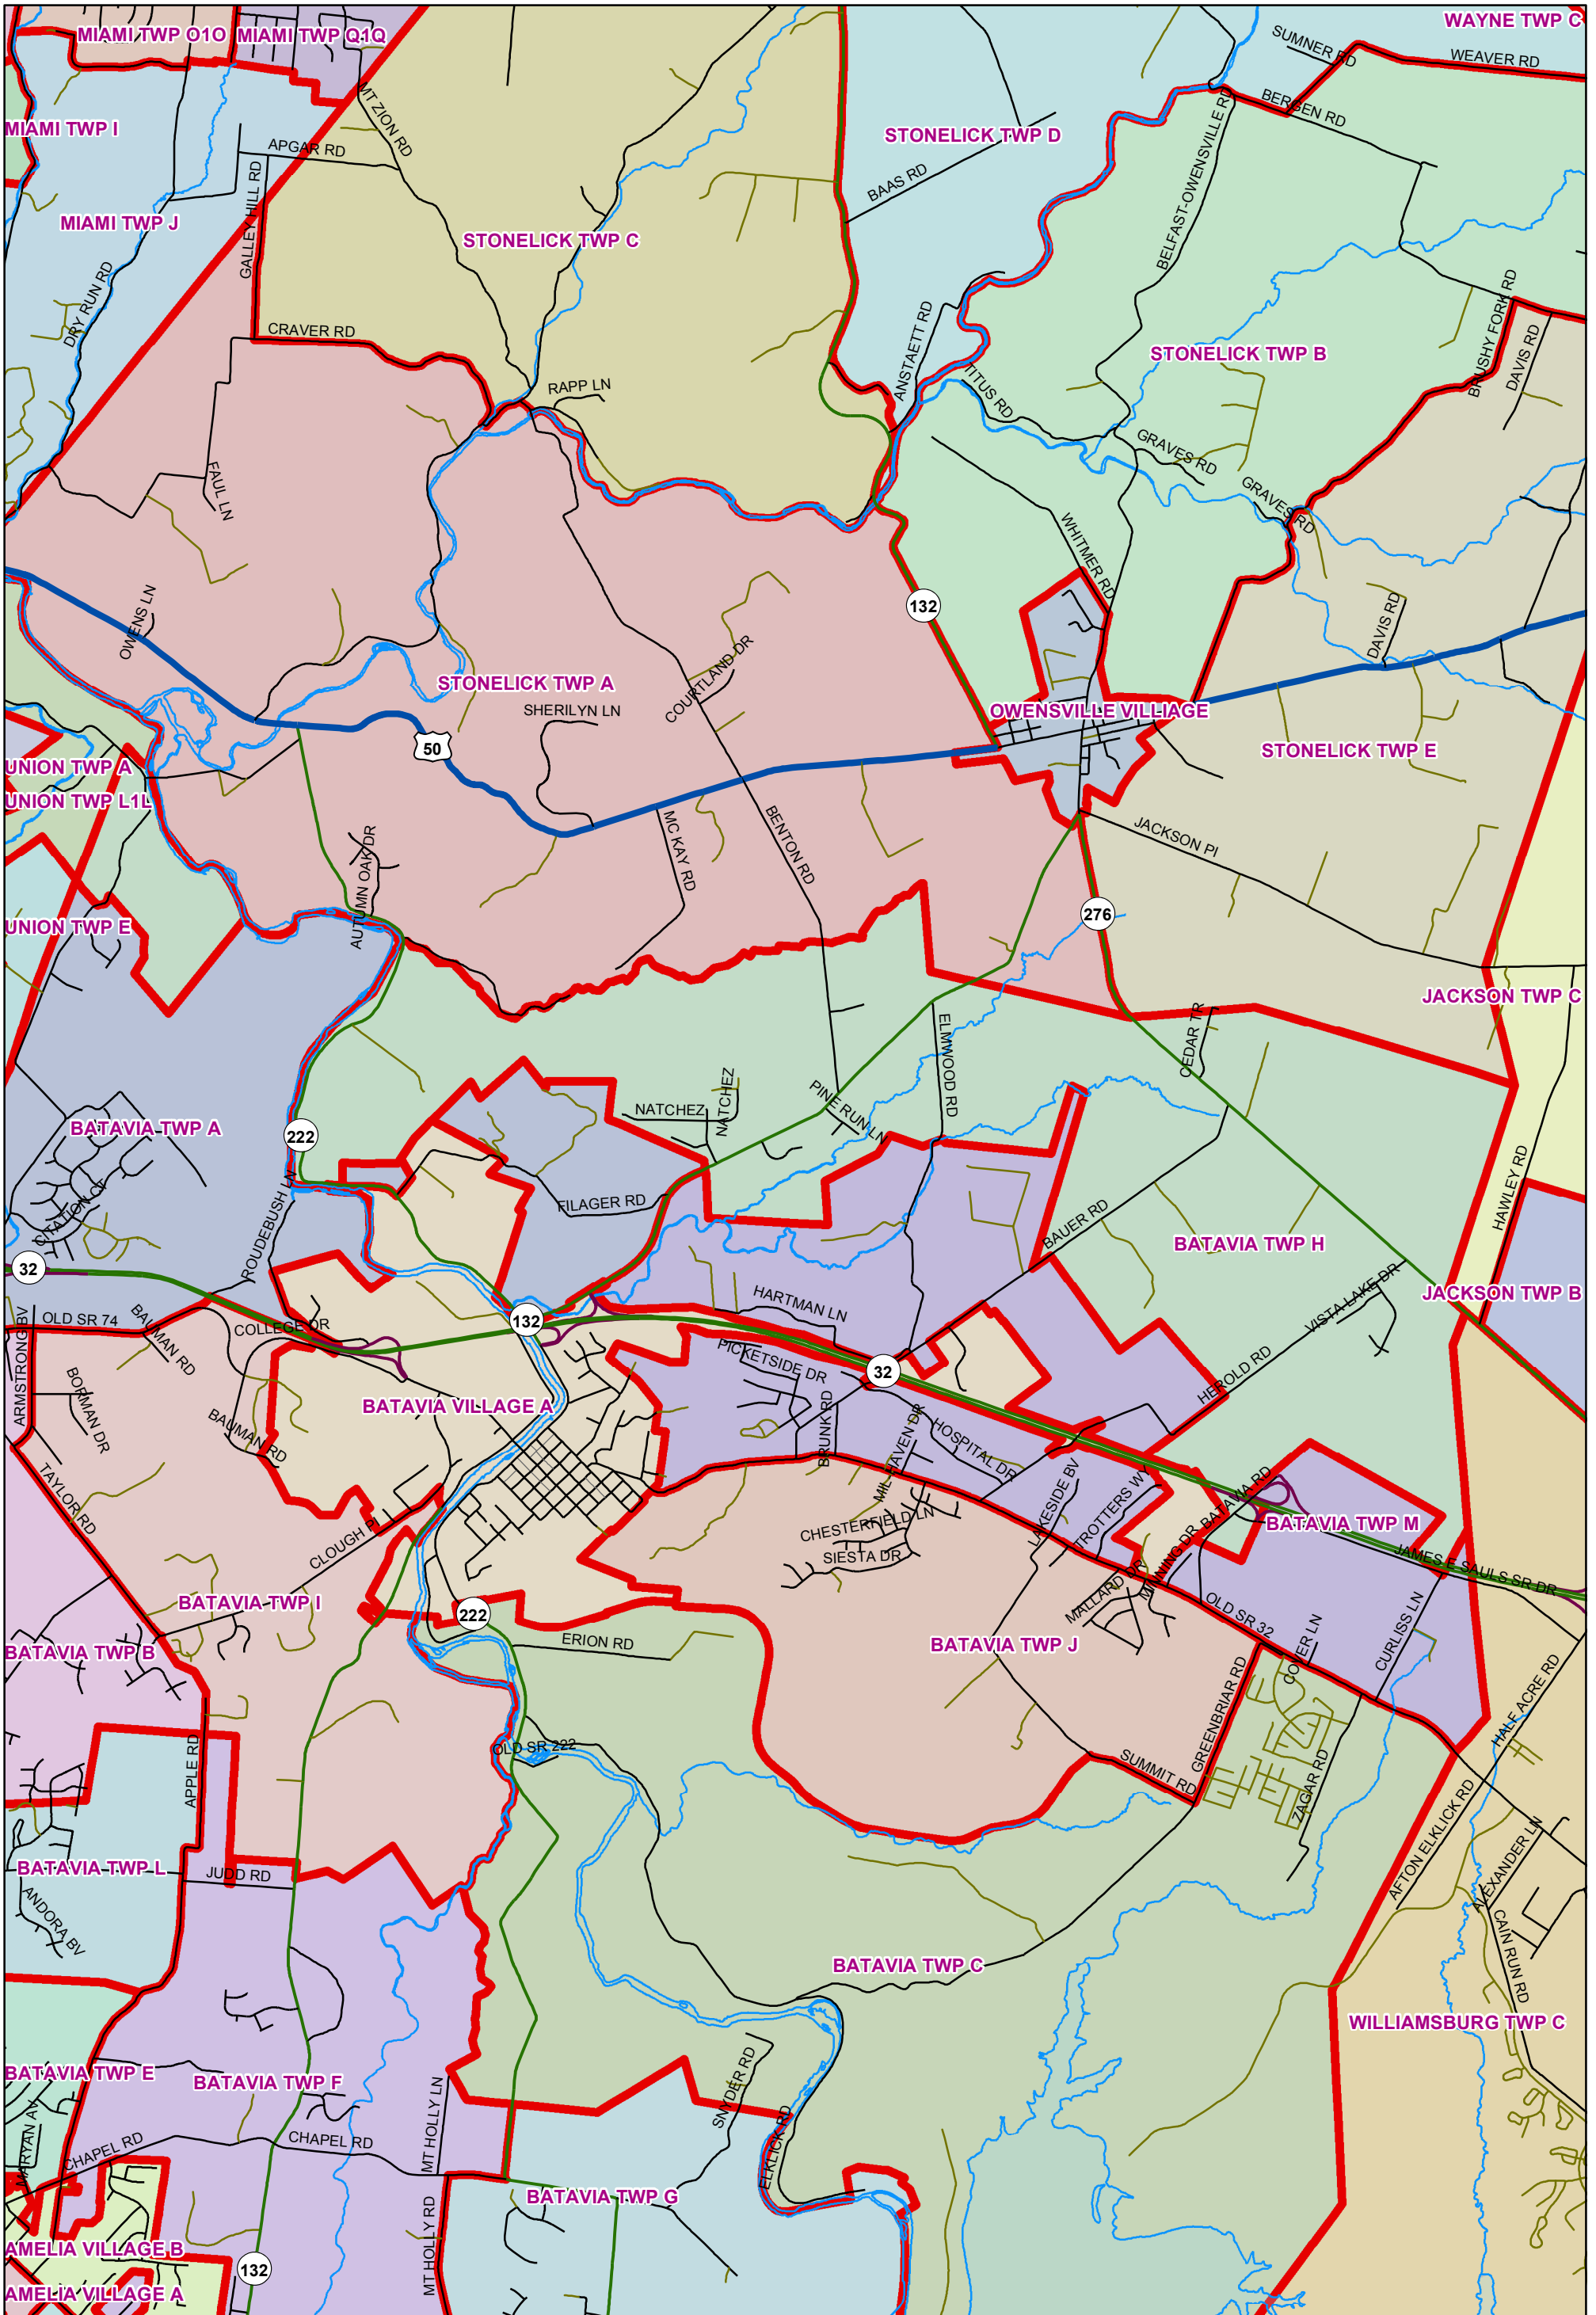 WAYNE TWP C
MIAMI TWP O1O
MIAMI TWP Q1Q
SUMNER RD
WEAVER RD
BERGEN RD
MT ZION RD
MIAMI TWP I
STONELICK TWP D
APGAR RD
BAAS RD
BELFAST-OWENSVILLE RD
GALLEY HILL RD
MIAMI TWP J
STONELICK TWP C
DRY RUN RD
CRAVER RD
ANSTAETT RD
STONELICK TWP B
BRUSHY FORK RD
DAVIS RD
RAPP LN
TITUS RD
GRAVES RD
GRAVES RD
FAUL LN
WHITMER RD
132
OWENS LN
DAVIS RD
COURTLAND DR
STONELICK TWP A
SHERILYN LN
OWENSVILLE VILLIAGE
50
STONELICK TWP E
UNION TWP A
UNION TWP L1L
MC KAY RD
BENTON RD
JACKSON PI
AUTUMN OAK DR
276
UNION TWP E
JACKSON TWP C
ELMWOOD RD
CEDAR TR
NATCHEZ
NATCHEZ
PINE RUN LN
BATAVIA TWP A
222
CITATION CT
ROUDEBUSH LN
FILAGER RD
HAWLEY RD
BAUER RD
BATAVIA TWP H
32
JACKSON TWP B
VISTA LAKE DR
HARTMAN LN
OLD SR 74
BAUMAN RD
COLLEGE DR
132
ARMSTRONG BV
PICKETSIDE DR
32
HEROLD RD
BORMAN DR
BATAVIA VILLAGE A
BAUMAN RD
BRUNK RD
MIL-HAVEN DR
HOSPITAL DR
TAYLOR RD
LAKESIDE BV
TROTTERS WY
BATAVIA RD
BATAVIA TWP M
CLOUGH PI
CHESTERFIELD LN
SIESTA DR
MINNING DR
JAMES E SAULS SR DR
MALLARD DR
BATAVIA TWP I
222
OLD SR 32
ERION RD
BATAVIA TWP J
BATAVIA TWP B
COVER LN
CURLISS LN
GREENBRIAR RD
HALF ACRE RD
OLD SR 222
APPLE RD
SUMMIT RD
ZAGAR RD
AFTON ELKLICK RD
ALEXANDER LN
BATAVIA TWP L
JUDD RD
ANDORA BV
CAIN RUN RD
BATAVIA TWP C
WILLIAMSBURG TWP C
BATAVIA TWP E
BATAVIA TWP F
SNYDER RD
MARYAN AV
MT HOLLY LN
ELKLICK RD
CHAPEL RD
CHAPEL RD
BATAVIA TWP G
MT HOLLY RD
AMELIA VILLAGE B
132
AMELIA VILLAGE A